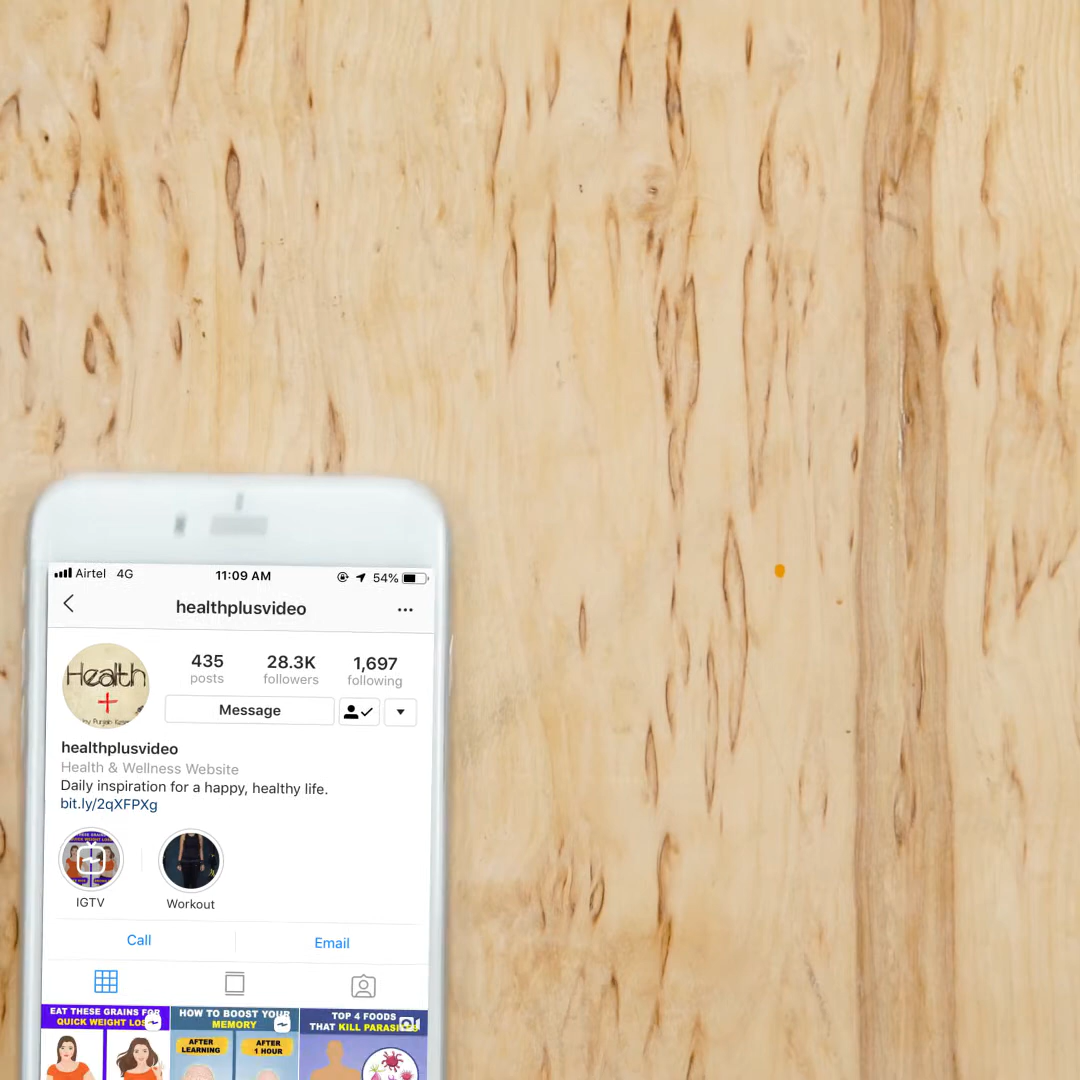 Airtel 4G 11:09 AM 54%
healthplusvideo
435 28.3K 1,697
posts followers following
Health
+
by Punjab
Message
healthplusvideo
Health & Wellness Website
Daily inspiration for a happy, healthy life.
bit.ly/2qXFPXg
IGTV Workout
Call Email
EAT THESE GRAINS FOR
QUICK WEIGHT LOSS
HOW TO BOOST YOUR
MEMORY
AFTER LEARNING
AFTER 1 HOUR
TOP 4 FOODS
THAT KILL PARASITES